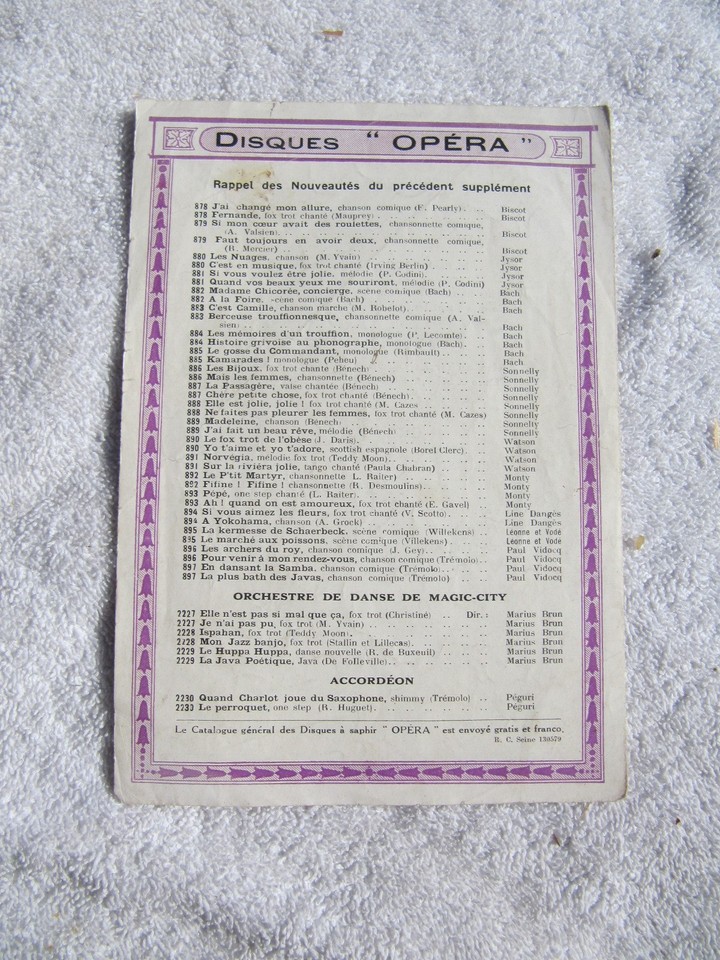 DISQUES " OPÉRA "
Rappel des Nouveautés du précédent supplément
878 J'ai changé mon allure, chanson comique (F. Pearly). .. Biscot
878 Fernande, fox trot chanté (Mauprey) .. .. .. .. .. .. Biscot
879 Si mon cœur avait des roulettes, chansonnette comique,
(A. Valsien) .. .. .. .. .. .. .. .. .. .. Biscot
879 Faut toujours en avoir deux, chansonnette comique,
(R. Mercier) .. .. .. .. .. .. .. .. .. .. Biscot
880 Les Nuages, chanson (M. Yvain) .. .. .. .. .. .. Jysor
880 C'est en musique, fox trot chanté (Irving Berlin) .. .. Jysor
881 Si vous voulez être jolie, mélodie (P. Codini) .. .. .. Jysor
881 Quand vos beaux yeux me souriront, mélodie (P. Codini) Jysor
882 Madame Chicorée, concierge, scène comique (Bach) .. .. Bach
882 A la Foire, scène comique (Bach) .. .. .. .. .. .. Bach
883 C'est Camille, chanson marche (M. Robelot) .. .. .. Bach
883 Berceuse trouffionnesque, chansonnette comique (A. Val-
sien) .. .. .. .. .. .. .. .. .. .. Bach
884 Les mémoires d'un trouffion, monologue (P. Lecomte) .. Bach
884 Histoire grivoise au phonographe, monologue (Bach) .. Bach
885 Le gosse du Commandant, monologue (Rimbault) .. .. Bach
885 Kamarades ! monologue (Peheu) .. .. .. .. .. .. Bach
886 Les Bijoux, fox trot chanté (Bénech) .. .. .. .. .. Sonnelly
886 Mais les femmes, chansonnette (Bénech) .. .. .. .. Sonnelly
887 La Passagère, valse chantée (Bénech) .. .. .. .. .. Sonnelly
887 Chère petite chose, fox trot chanté (Bénech) .. .. .. Sonnelly
888 Elle est jolie, jolie ! fox trot chanté (M. Cazes .. .. Sonnelly
888 Ne faites pas pleurer les femmes, fox trot chanté (M. Cazes) Sonnelly
889 Madeleine, chanson (Bénech) .. .. .. .. .. .. Sonnelly
889 J'ai fait un beau rêve, mélodie (Bénech) .. .. .. .. Sonnelly
890 Le fox trot de l'obèse (J. Daris) .. .. .. .. .. .. Watson
890 Yo t'aime et yo t'adore, scottish espagnole (Borel Clerc) .. Watson
891 Norvégia, mélodie fox trot (Teddy Moon) .. .. .. .. Watson
891 Sur la riviéra jolie, tango chanté (Paula Chabran) .. .. Watson
892 Le P'tit Martyr, chansonnette L. Raiter) .. .. .. .. Monty
892 Fifine ! Fifine ! chansonnette (R. Desmoulins) .. .. .. Monty
893 Pépé, one step chanté (L. Raiter) .. .. .. .. .. Monty
893 Ah ! quand on est amoureux, fox trot (E. Gavel) .. .. Monty
894 Si vous aimez les fleurs, fox trot chanté (V. Scotto) .. .. Line Dangès
894 A Yokohama, chanson (A. Grock) .. .. .. .. .. Line Dangès
895 La kermesse de Schaerbeck, scène comique (Willekens) .. Léonne et Vodé
895 Le marché aux poissons, scène comique (Villekens) .. .. Léonne et Vodé
896 Les archers du roy, chanson comique (J. Gey) .. .. .. Paul Vidocq
896 Pour venir à mon rendez-vous, chanson comique (Trémolo) .. Paul Vidocq
897 En dansant la Samba, chanson comique (Trémolo) .. .. Paul Vidocq
897 La plus bath des Javas, chanson comique (Trémolo) .. Paul Vidocq
ORCHESTRE DE DANSE DE MAGIC-CITY
2227 Elle n'est pas si mal que ça, fox trot (Christiné) .. Dir. : Marius Brun
2227 Je n'ai pas pu, fox trot (M. Yvain) .. .. .. .. .. Marius Brun
2228 Ispahan, fox trot (Teddy Moon) .. .. .. .. .. .. Marius Brun
2228 Mon Jazz banjo, fox trot (Stallin et Lillecas) .. .. .. Marius Brun
2229 Le Huppa Huppa, danse nouvelle (R. de Buxeuil) .. .. Marius Brun
2229 La Java Poétique, Java (De Folleville) .. .. .. .. Marius Brun
ACCORDÉON
2230 Quand Charlot joue du Saxophone, shimmy (Trémolo) .. Péguri
2233 Le perroquet, one step (R. Huguet) .. .. .. .. .. Péguri
Le Catalogue général des Disques à saphir " OPÉRA " est envoyé gratis et franco.
R. C. Seine 130579